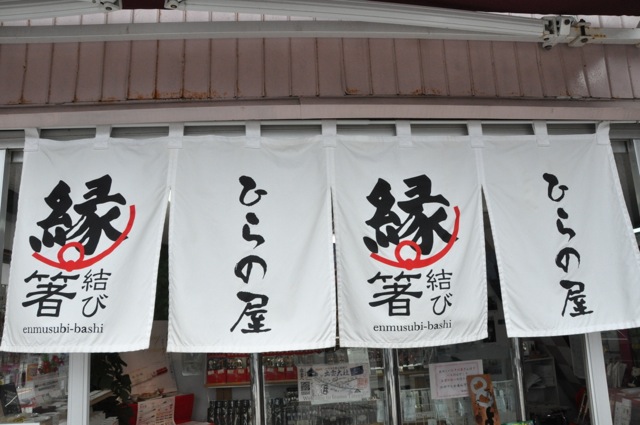 縁
結び
箸
enmusubi-bashi
ひらの屋
縁
結び
箸
enmusubi-bashi
ひらの屋